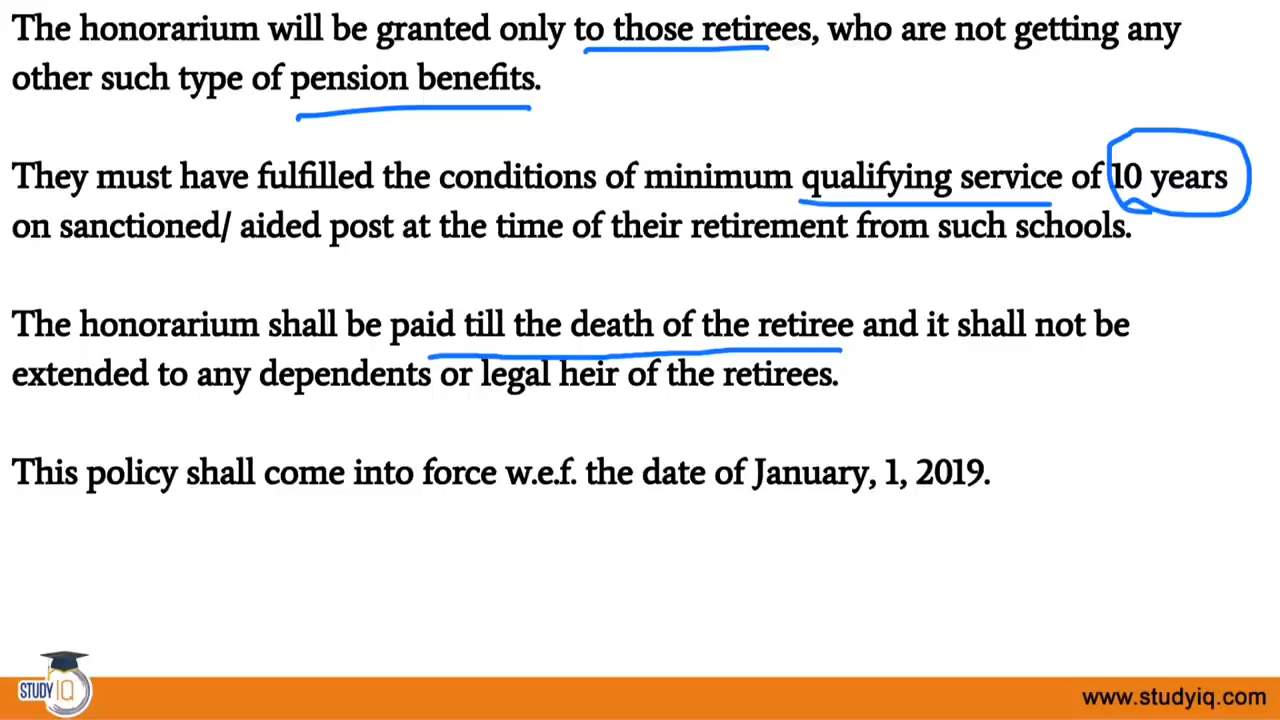 The honorarium will be granted only to those retirees, who are not getting any
other such type of pension benefits.
They must have fulfilled the conditions of minimum qualifying service of 10 years
on sanctioned/ aided post at the time of their retirement from such schools.
The honorarium shall be paid till the death of the retiree and it shall not be
extended to any dependents or legal heir of the retirees.
This policy shall come into force w.e.f. the date of January, 1, 2019.
STUDY IQ
www.studyiq.com